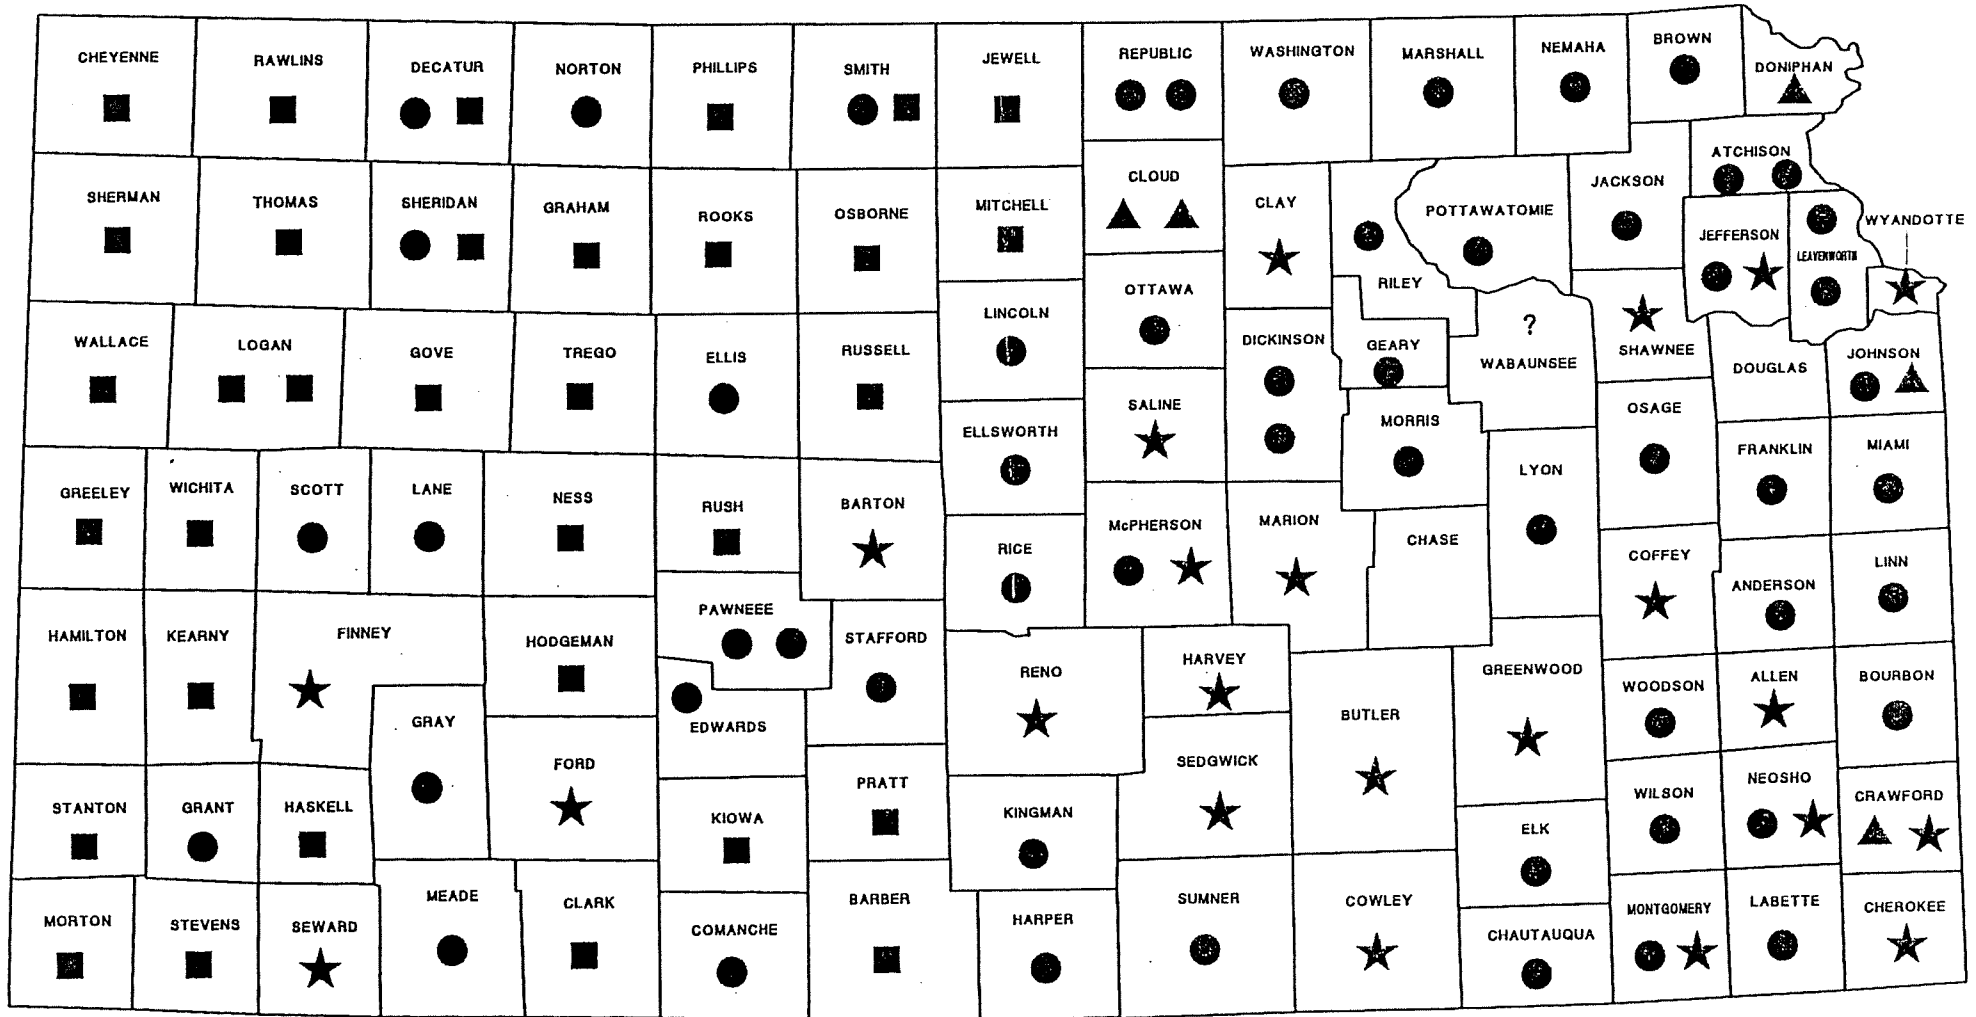 CHEYENNE
RAWLINS
DECATUR
NORTON
PHILLIPS
SMITH
JEWELL
REPUBLIC
WASHINGTON
MARSHALL
NEMAHA
BROWN
DONIPHAN
SHERMAN
THOMAS
SHERIDAN
GRAHAM
ROOKS
OSBORNE
MITCHELL
CLOUD
CLAY
RILEY
POTTAWATOMIE
JACKSON
ATCHISON
JEFFERSON
LEAVENWORTH
WYANDOTTE
WALLACE
LOGAN
GOVE
TREGO
ELLIS
RUSSELL
LINCOLN
OTTAWA
DICKINSON
GEARY
?
WABAUNSEE
SHAWNEE
DOUGLAS
JOHNSON
ELLSWORTH
SALINE
MORRIS
OSAGE
FRANKLIN
MIAMI
GREELEY
WICHITA
SCOTT
LANE
NESS
RUSH
BARTON
RICE
McPHERSON
MARION
CHASE
LYON
COFFEY
ANDERSON
LINN
HAMILTON
KEARNY
FINNEY
HODGEMAN
PAWNEEE
STAFFORD
RENO
HARVEY
BUTLER
GREENWOOD
WOODSON
ALLEN
BOURBON
GRAY
FORD
EDWARDS
PRATT
SEDGWICK
STANTON
GRANT
HASKELL
KIOWA
KINGMAN
ELK
WILSON
NEOSHO
CRAWFORD
MORTON
STEVENS
SEWARD
MEADE
CLARK
COMANCHE
BARBER
HARPER
SUMNER
COWLEY
CHAUTAUQUA
MONTGOMERY
LABETTE
CHEROKEE